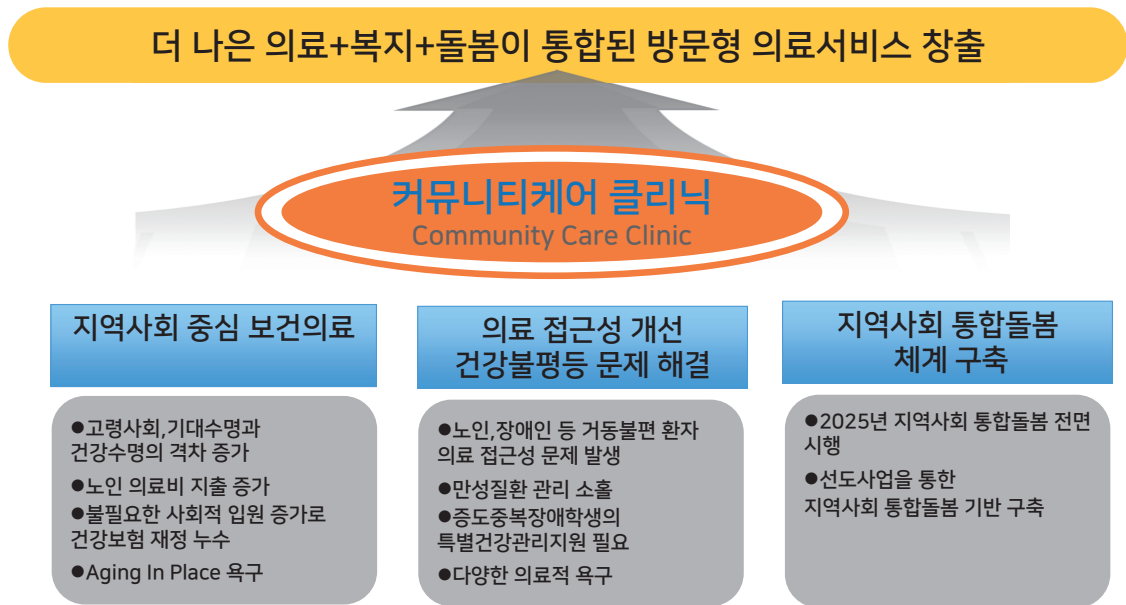 더 나은 의료+복지+돌봄이 통합된 방문형 의료서비스 창출
커뮤니티케어 클리닉
Community Care Clinic
지역사회 중심 보건의료
●고령사회,기대수명과
건강수명의 격차 증가
●노인 의료비 지출 증가
●불필요한 사회적 입원 증가로
건강보험 재정 누수
●Aging In Place 욕구
의료 접근성 개선
건강불평등 문제 해결
●노인,장애인 등 거동불편 환자
의료 접근성 문제 발생
●만성질환 관리 소홀
●증도중복장애학생의
특별건강관리지원 필요
●다양한 의료적 욕구
지역사회 통합돌봄
체계 구축
●2025년 지역사회 통합돌봄 전면
시행
●선도사업을 통한
지역사회 통합돌봄 기반 구축